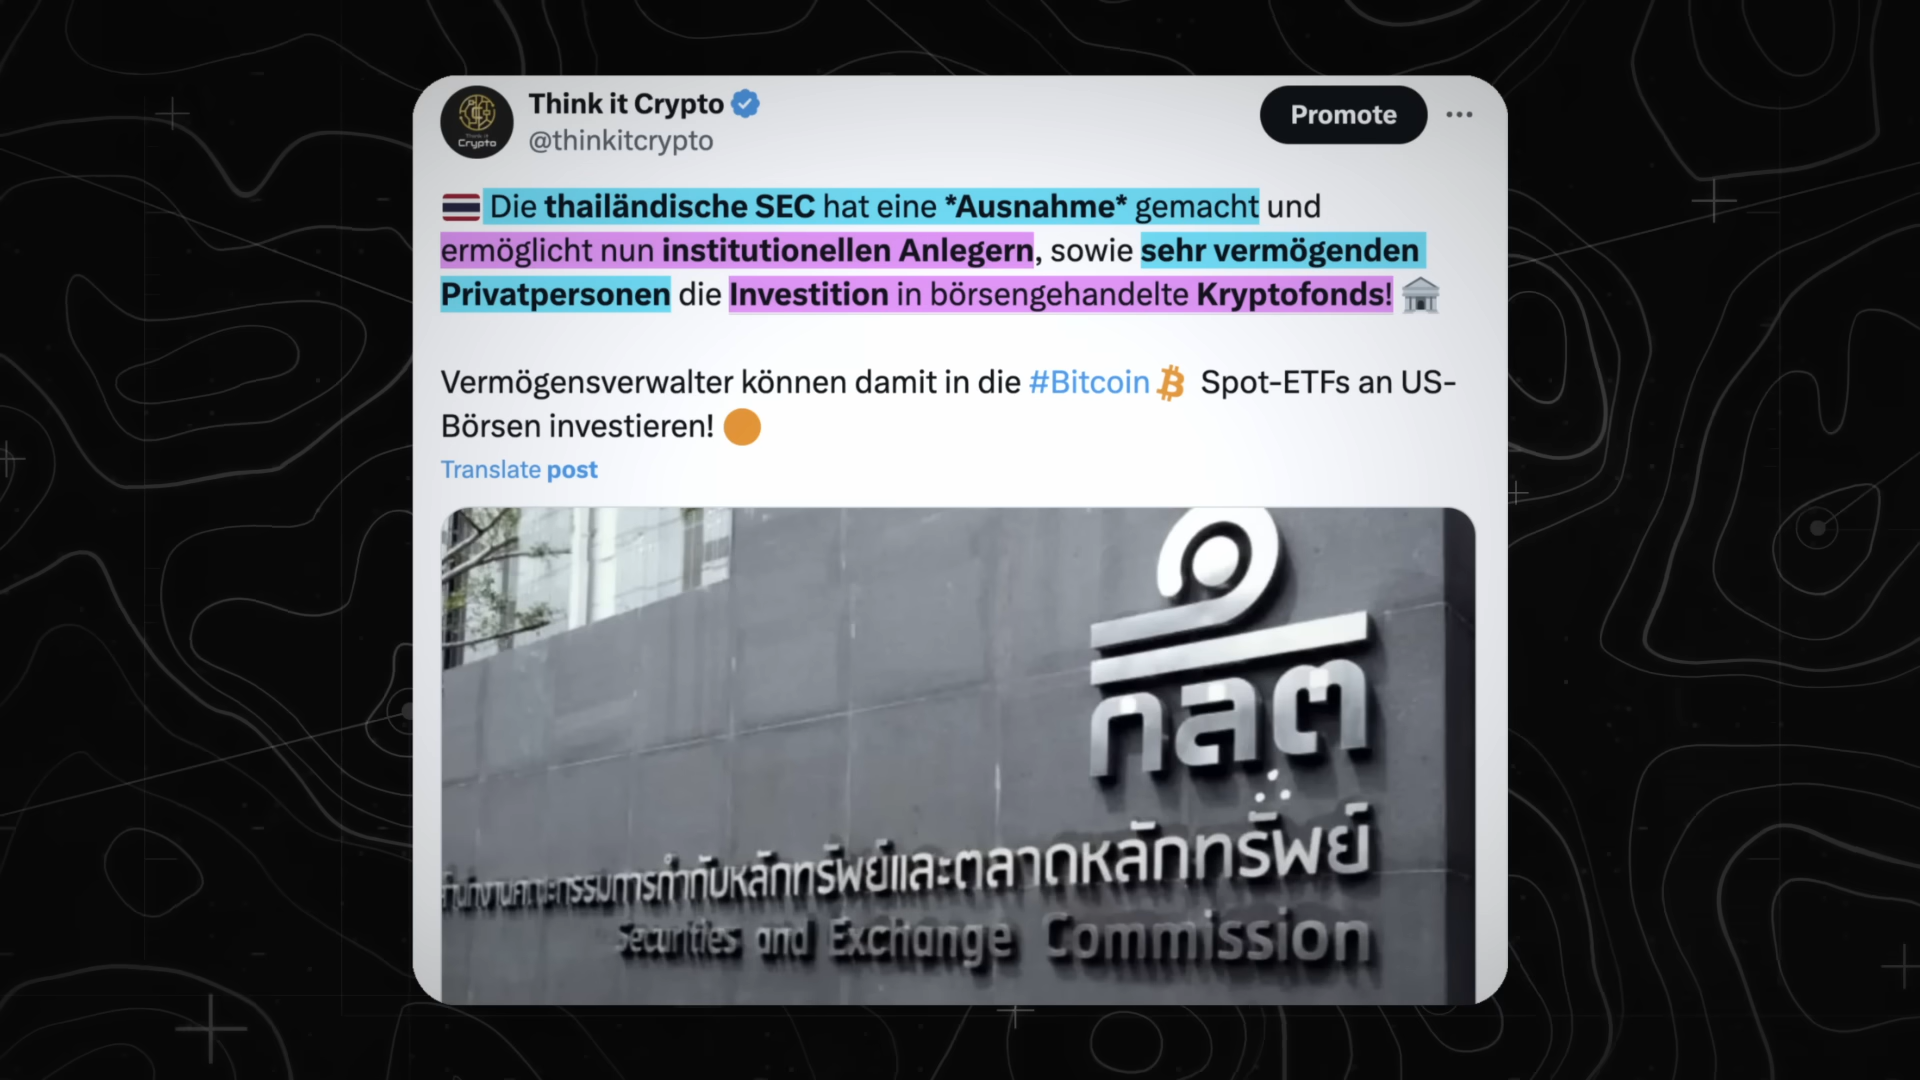 Think it Crypto
@thinkitcrypto
Promote
Think it
Crypto
Die thailändische SEC hat eine *Ausnahme* gemacht und
ermöglicht nun institutionellen Anlegern, sowie sehr vermögenden
Privatpersonen die Investition in börsengehandelte Kryptofonds!
Vermögensverwalter können damit in die #Bitcoin Spot-ETFs an US-
Börsen investieren!
Translate post
กลต
สำนักงานคณะกรรมการกำกับหลักทรัพย์และตลาดหลักทรัพย์
Securities and Exchange Commission